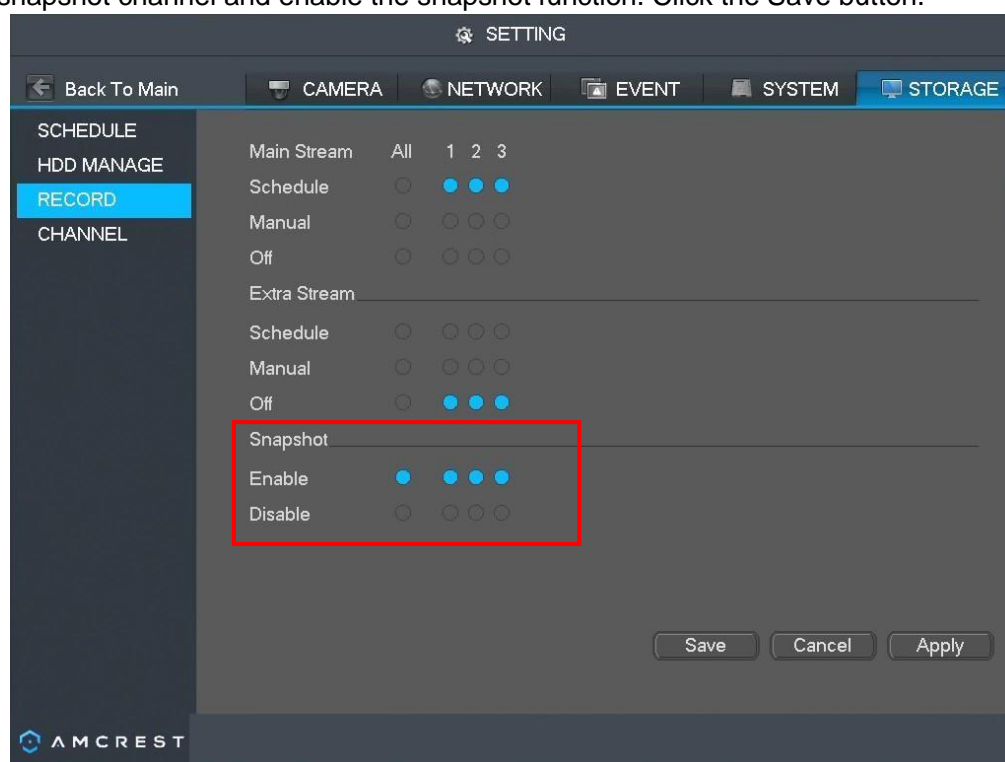 snapshot channel and enable the snapshot function. Click the Save button.
SETTING
Back To Main
CAMERA
NETWORK
EVENT
SYSTEM
STORAGE
SCHEDULE
HDD MANAGE
RECORD
CHANNEL
Main Stream All 1 2 3
Schedule
Manual
Off
Extra Stream
Schedule
Manual
Off
Snapshot
Enable
Disable
Save Cancel Apply
AMCREST